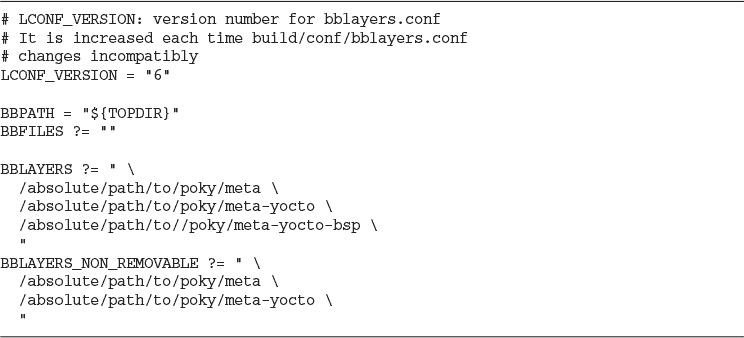 # LCONF_VERSION: version number for bblayers.conf
# It is increased each time build/conf/bblayers.conf
# changes incompatibly
LCONF_VERSION = "6"

BBPATH = "${TOPDIR}"
BBFILES ?= ""

BBLAYERS ?= " \
  /absolute/path/to/poky/meta \
  /absolute/path/to/poky/meta-yocto \
  /absolute/path/to//poky/meta-yocto-bsp \
  "
BBLAYERS_NON_REMOVABLE ?= " \
  /absolute/path/to/poky/meta \
  /absolute/path/to/poky/meta-yocto \
  "